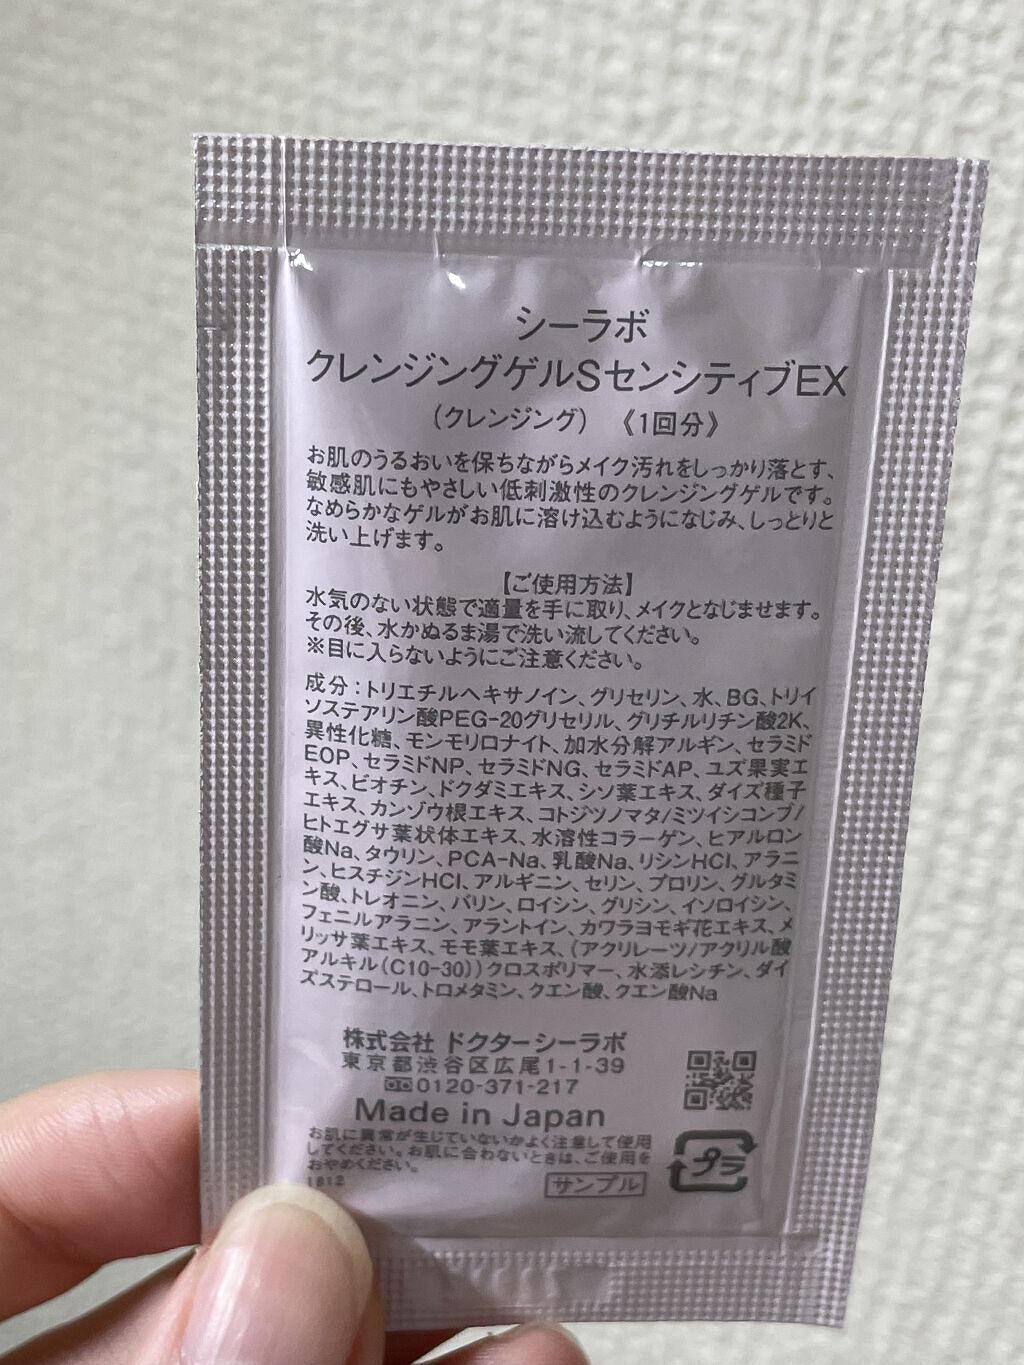 シーラボ
クレンジングゲルSセンシティブEX
(クレンジング) 《1回分》
お肌のうるおいを保ちながらメイク汚れをしっかり落とす、
敏感肌にもやさしい低刺激性のクレンジングゲルです。
なめらかなゲルがお肌に溶け込むようになじみ、しっとりと
洗い上げます。
【ご使用方法】
水気のない状態で適量を手に取り、メイクとなじませます。
その後、水かぬるま湯で洗い流してください。
※目に入らないようにご注意ください。
成分:トリエチルヘキサノイン、グリセリン、水、BG、トリイ
ソステアリン酸PEG-20グリセリル、グリチルリチン酸2K、
異性化糖、モンモリロナイト、加水分解アルギン、セラミド
EOP、セラミドNP、セラミドNG、セラミドAP、ユズ果実エ
キス、ビオチン、ドクダミエキス、シソ葉エキス、ダイズ種子
エキス、カンゾウ根エキス、コトジツノマタ/ミツイシコンブ/
ヒトエグサ葉状体エキス、水溶性コラーゲン、ヒアルロン
酸Na、タウリン、PCA-Na、乳酸Na、リシンHCl、アラニ
ン、ヒスチジンHCl、アルギニン、セリン、プロリン、グルタミ
ン酸、トレオニン、バリン、ロイシン、グリシン、イソロイシン、
フェニルアラニン、アラントイン、カワラヨモギ花エキス、メ
リッサ葉エキス、モモ葉エキス、(アクリレーツ/アクリル酸
アルキル(C10-30))クロスポリマー、水添レシチン、ダイ
ズステロール、トロメタミン、クエン酸、クエン酸Na
株式会社 ドクターシーラボ
東京都渋谷区広尾1-1-39
0120-371-217
Made in Japan
お肌に異常が生じていないかよく注意して使用
してください。お肌に合わないときは、ご使用を
おやめください。
1812
サンプル
プラ